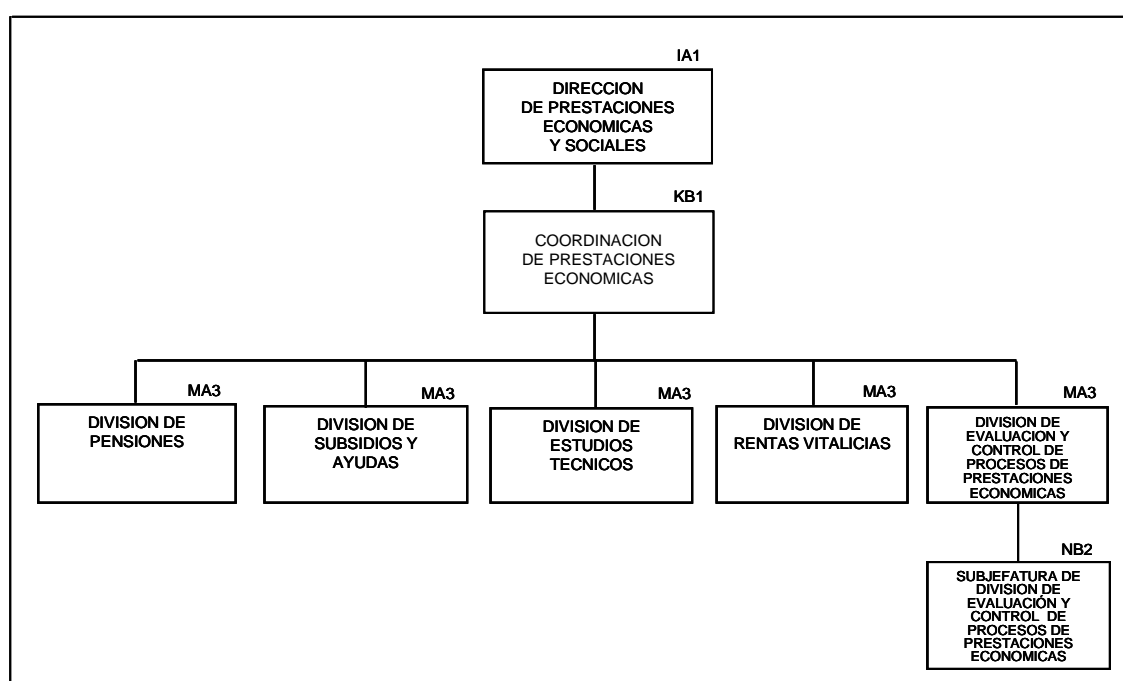 IA1
DIRECCION
DE PRESTACIONES
ECONOMICAS
Y SOCIALES
KB1
COORDINACION
DE PRESTACIONES
ECONOMICAS
MA3
DIVISION DE
PENSIONES
MA3
DIVISION DE
SUBSIDIOS Y
AYUDAS
MA3
DIVISION DE
ESTUDIOS
TECNICOS
MA3
DIVISION DE
RENTAS VITALICIAS
MA3
DIVISION DE
EVALUACION Y
CONTROL DE
PROCESOS DE
PRESTACIONES
ECONOMICAS
NB2
SUBJEFATURA DE
DIVISION DE
EVALUACIÓN Y
CONTROL DE
PROCESOS DE
PRESTACIONES
ECONOMICAS